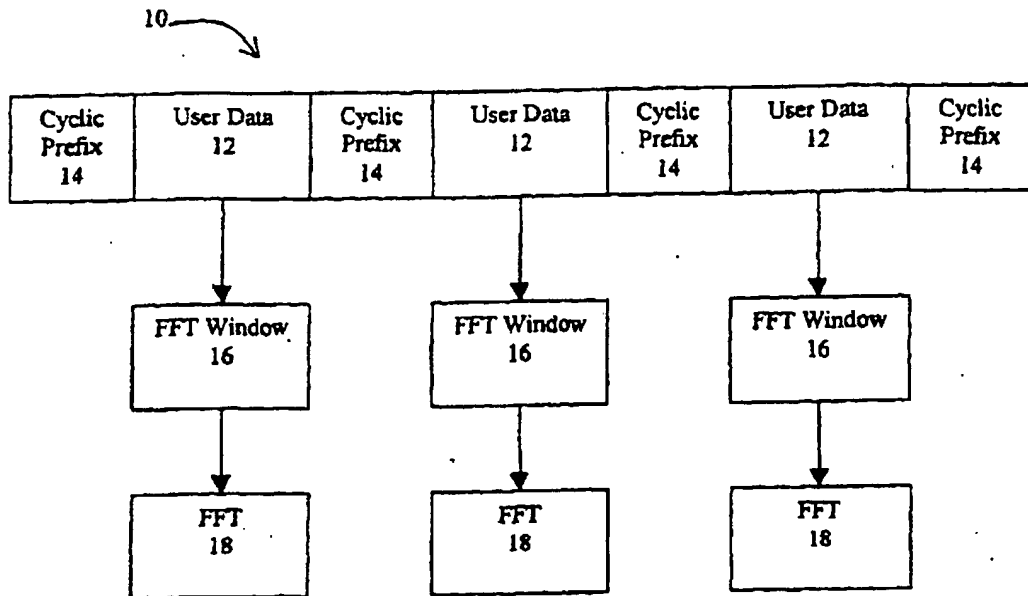 10
Cyclic
Prefix
14
User Data
12
Cyclic
Prefix
14
User Data
12
Cyclic
Prefix
14
User Data
12
Cyclic
Prefix
14
FFT Window
16
FFT Window
16
FFT Window
16
FFT
18
FFT
18
FFT
18